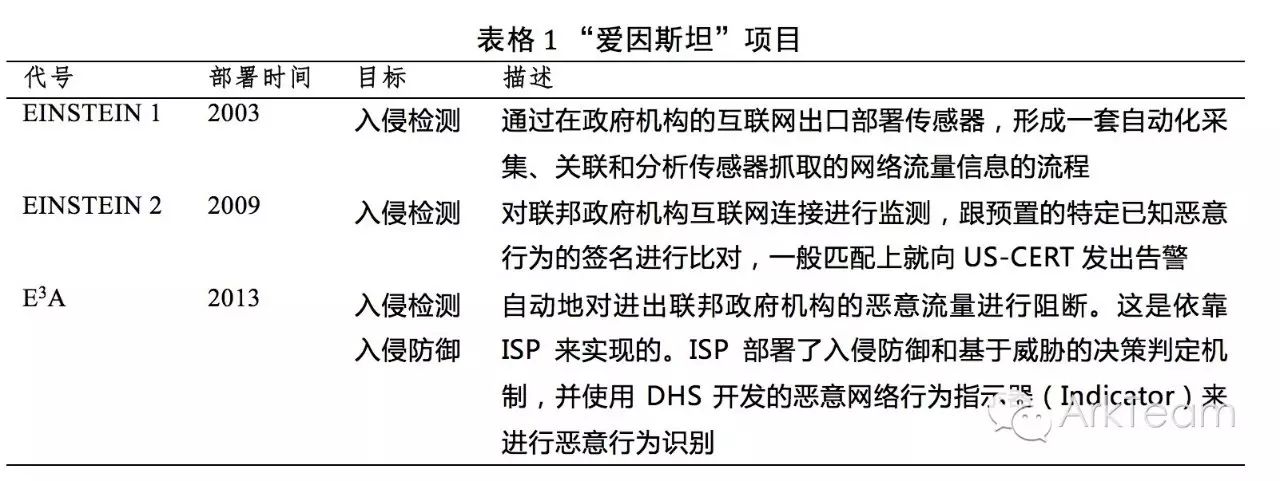 表格 1 “爱因斯坦”项目
代号 部署时间 目标 描述
EINSTEIN 1 2003 入侵检测 通过在政府机构的互联网出口部署传感器，形成一套自动化采
集、关联和分析传感器抓取的网络流量信息的流程
EINSTEIN 2 2009 入侵检测 对联邦政府机构互联网连接进行监测，跟预置的特定已知恶意
行为的签名进行比对，一般匹配上就向 US-CERT 发出告警
E³A 2013 入侵检测 自动地对进出联邦政府机构的恶意流量进行阻断。这是依靠
入侵防御 ISP 来实现的。ISP 部署了入侵防御和基于威胁的决策判定机
制，并使用 DHS 开发的恶意网络行为指示器（Indicator）来
进行恶意行为识别
ArkTeam